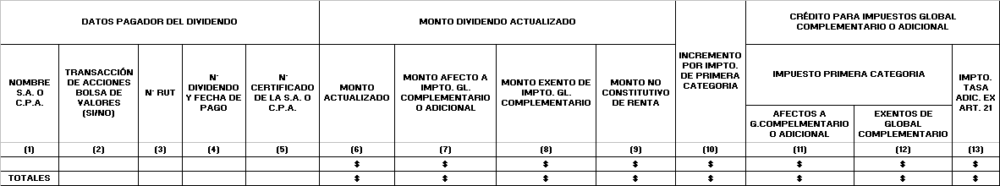 DATOS PAGADOR DEL DIVIDENDO
MONTO DIVIDENDO ACTUALIZADO
INCREMENTO
POR IMPTO.
DE PRIMERA
CATEGORIA
CRÉDITO PARA IMPUESTOS GLOBAL
COMPLEMENTARIO O ADICIONAL
NOMBRE
S.A. O
C.P.A.
TRANSACCIÓN
DE ACCIONES
BOLSA DE
VALORES
(SI/NO)
N° RUT
N°
DIVIDENDO
Y FECHA DE
PAGO
N°
CERTIFICADO
DE LA S.A. O
C.P.A.
MONTO
ACTUALIZADO
MONTO AFECTO A
IMPTO. GL.
COMPLEMENTARIO
O ADICIONAL
MONTO EXENTO DE
IMPTO. GL.
COMPLEMENTARIO
MONTO NO
CONSTITUTIVO
DE RENTA
IMPUESTO PRIMERA CATEGORIA
IMPTO.
TASA
ADIC. EX
ART. 21
AFECTOS A
G.COMPELMENTARIO
O ADICIONAL
EXENTOS DE
GLOBAL
COMPLEMENTARIO
(1) (2) (3) (4) (5) (6) (7) (8) (9) (10) (11) (12) (13)
$ $ $ $ $ $ $ $
TOTALES $ $ $ $ $ $ $ $